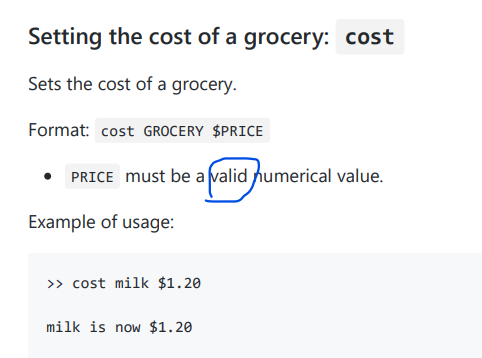 Setting the cost of a grocery: cost
Sets the cost of a grocery.
Format: cost GROCERY $PRICE
• PRICE must be a valid numerical value.
Example of usage:
>> cost milk $1.20
milk is now $1.20